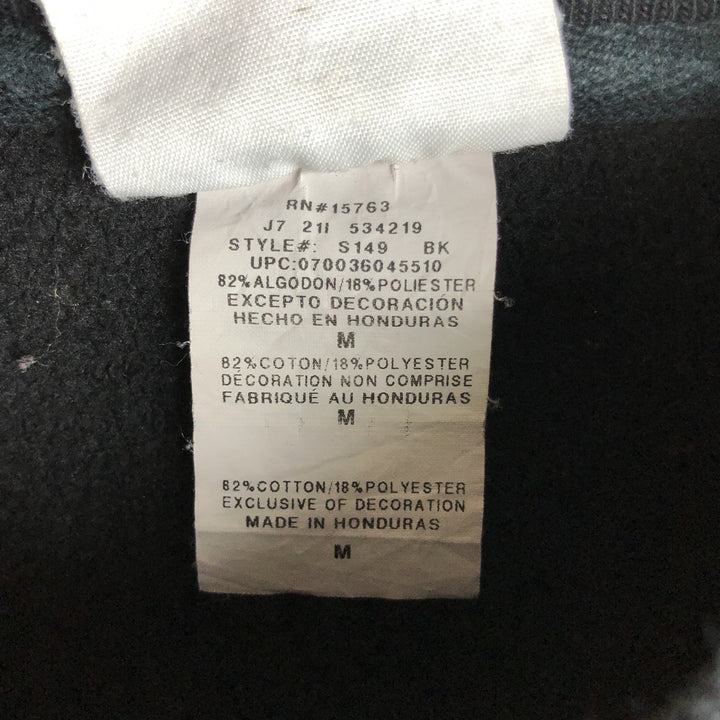 RN#15763
J7 21I 534219
STYLE#: S149 BK
UPC:070036045510
82%ALGODON/18%POLIESTER
EXCEPTO DECORACIÓN
HECHO EN HONDURAS
M
82%COTON/18%POLYESTER
DÉCORATION NON COMPRISE
FABRIQUÉ AU HONDURAS
M
82%COTTON/18%POLYESTER
EXCLUSIVE OF DECORATION
MADE IN HONDURAS
M